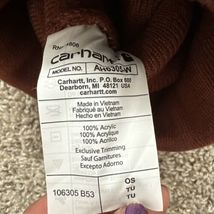 carhartt
MODEL NO. AH6305W
Carhartt, Inc. P.O. Box 600
Dearborn, MI 48121 USA
carhartt.com
Made in Vietnam
Fabriqué au Vietnam
Hecho en Vietnam
100% Acrylic
100% Acrylique
100% Acrílico
Exclusive Trimming
Sauf Garnitures
Excepto Adorno
106305 B53
OS
TU
TU